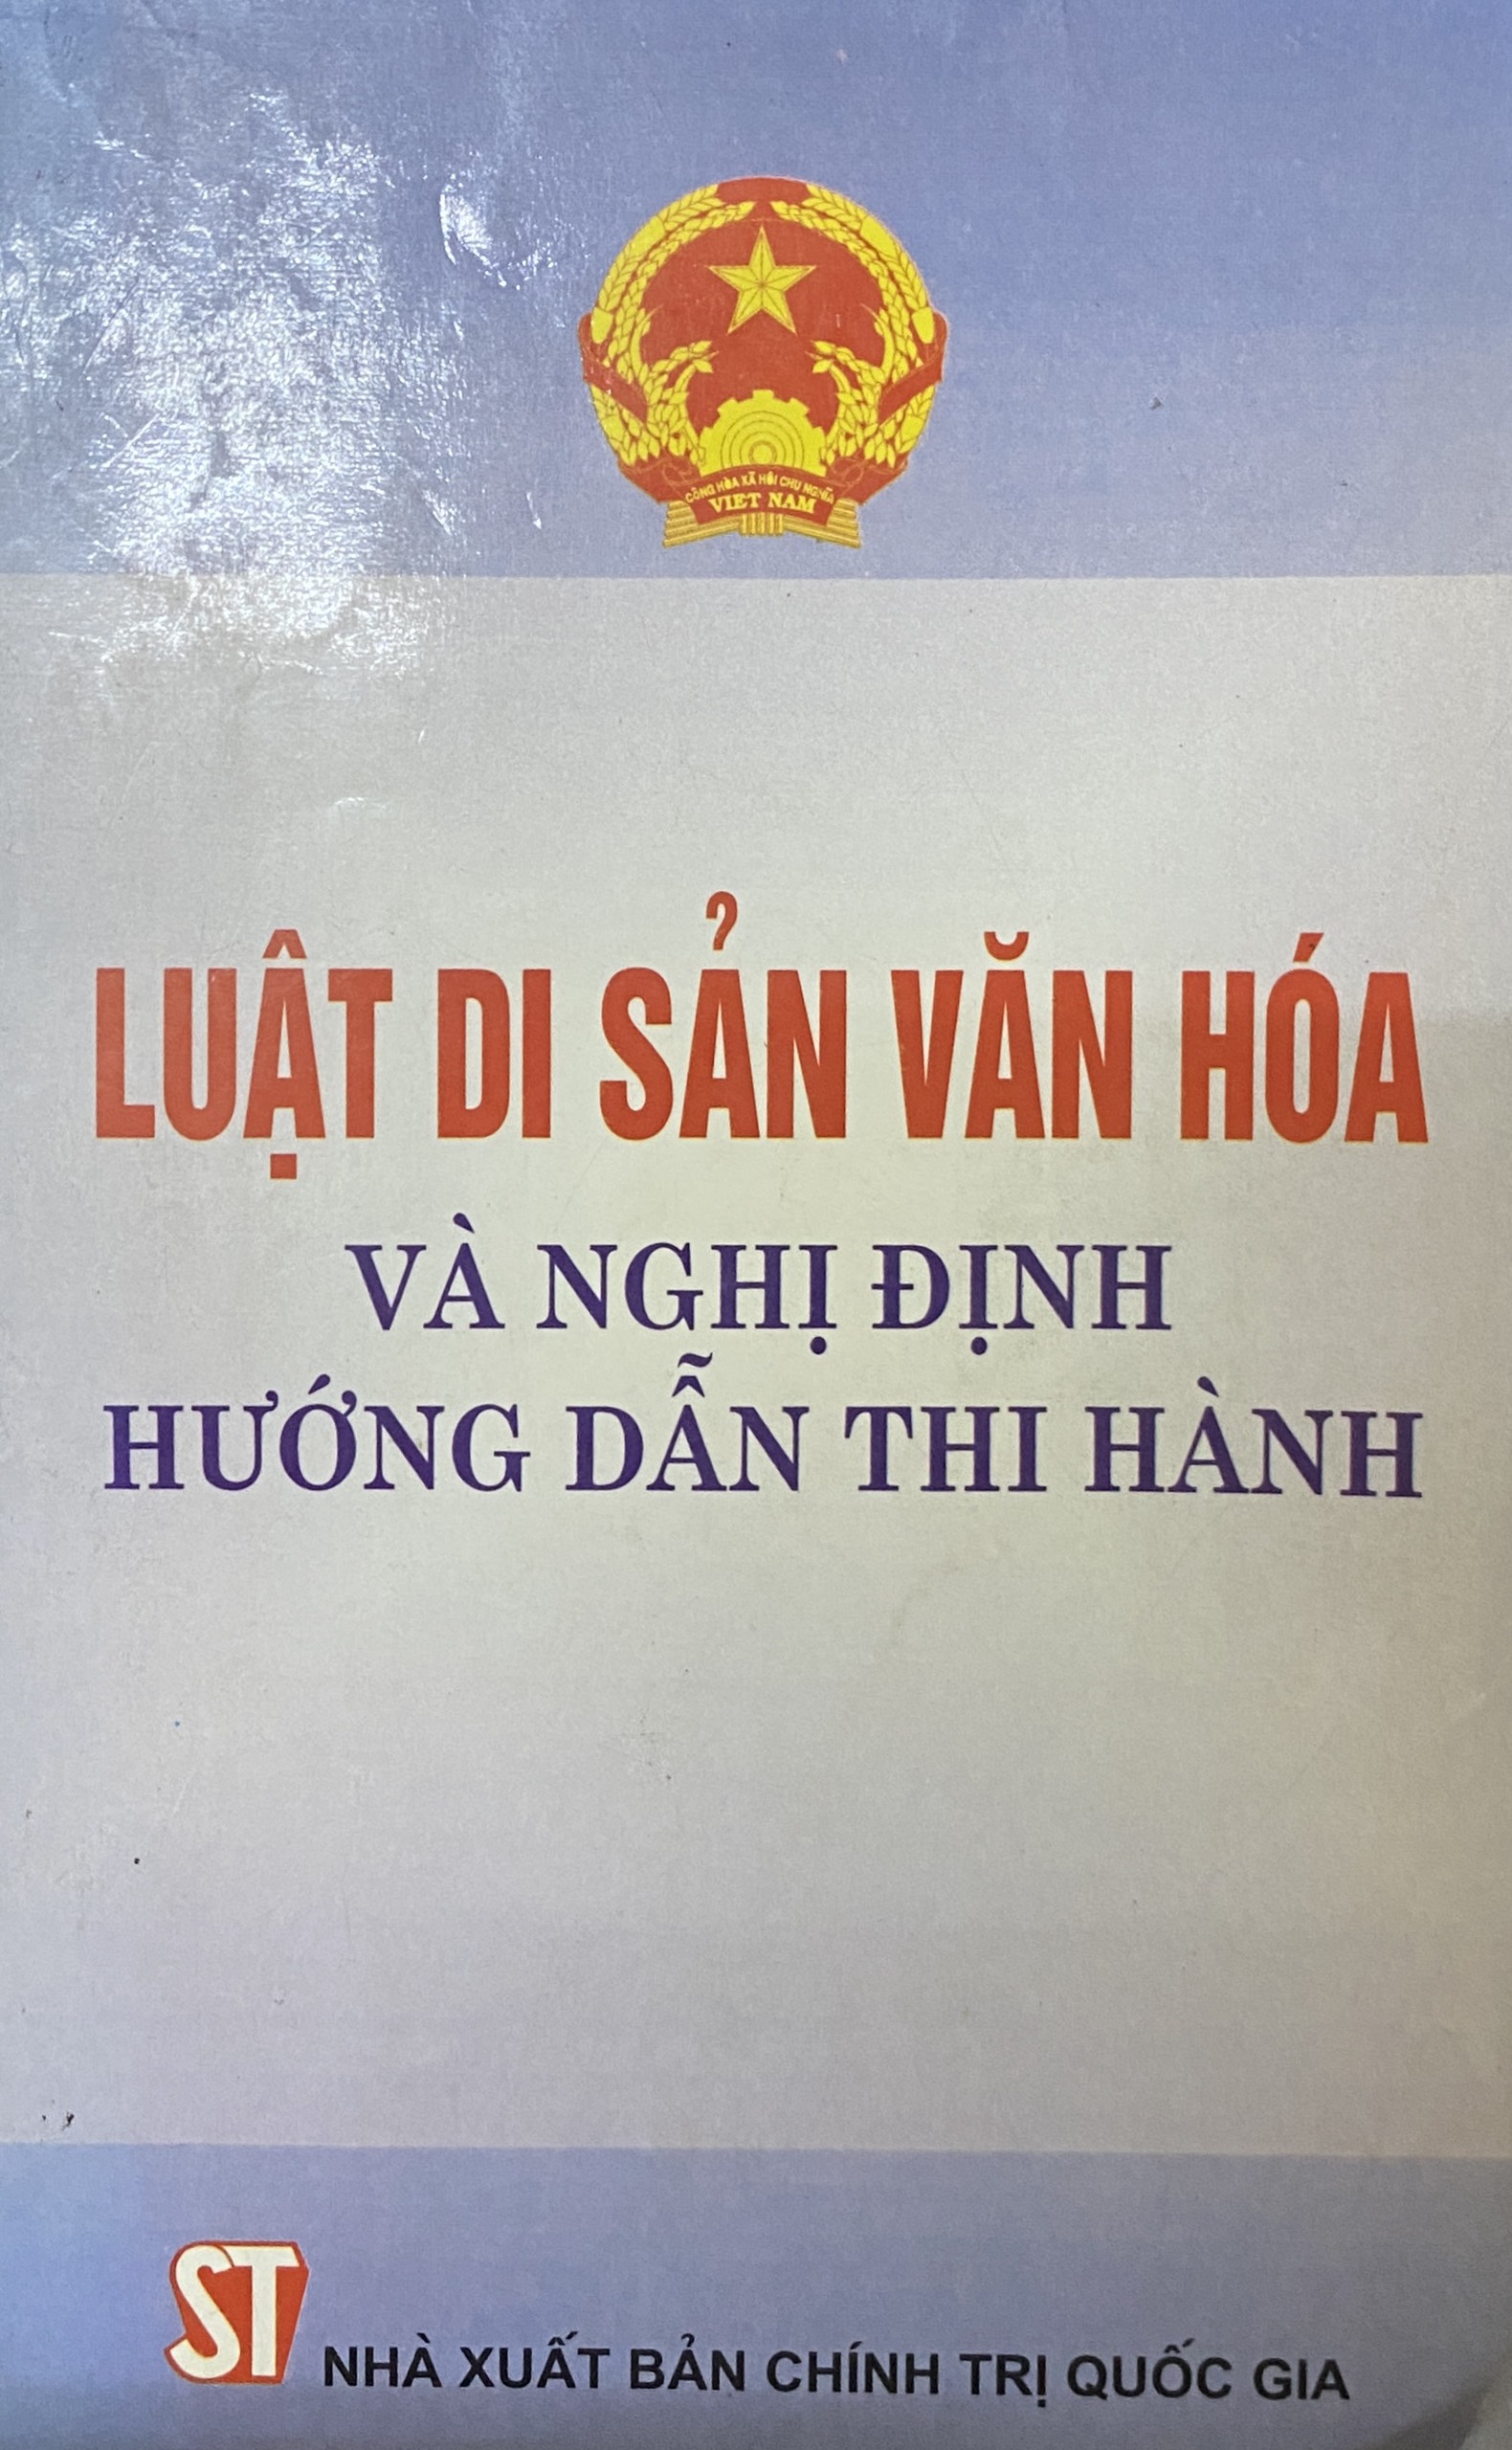 CỘNG HÒA XÃ HỘI CHỦ NGHĨA
VIỆT NAM
LUẬT DI SẢN VĂN HÓA
VÀ NGHỊ ĐỊNH
HƯỚNG DẪN THI HÀNH
ST
NHÀ XUẤT BẢN CHÍNH TRỊ QUỐC GIA